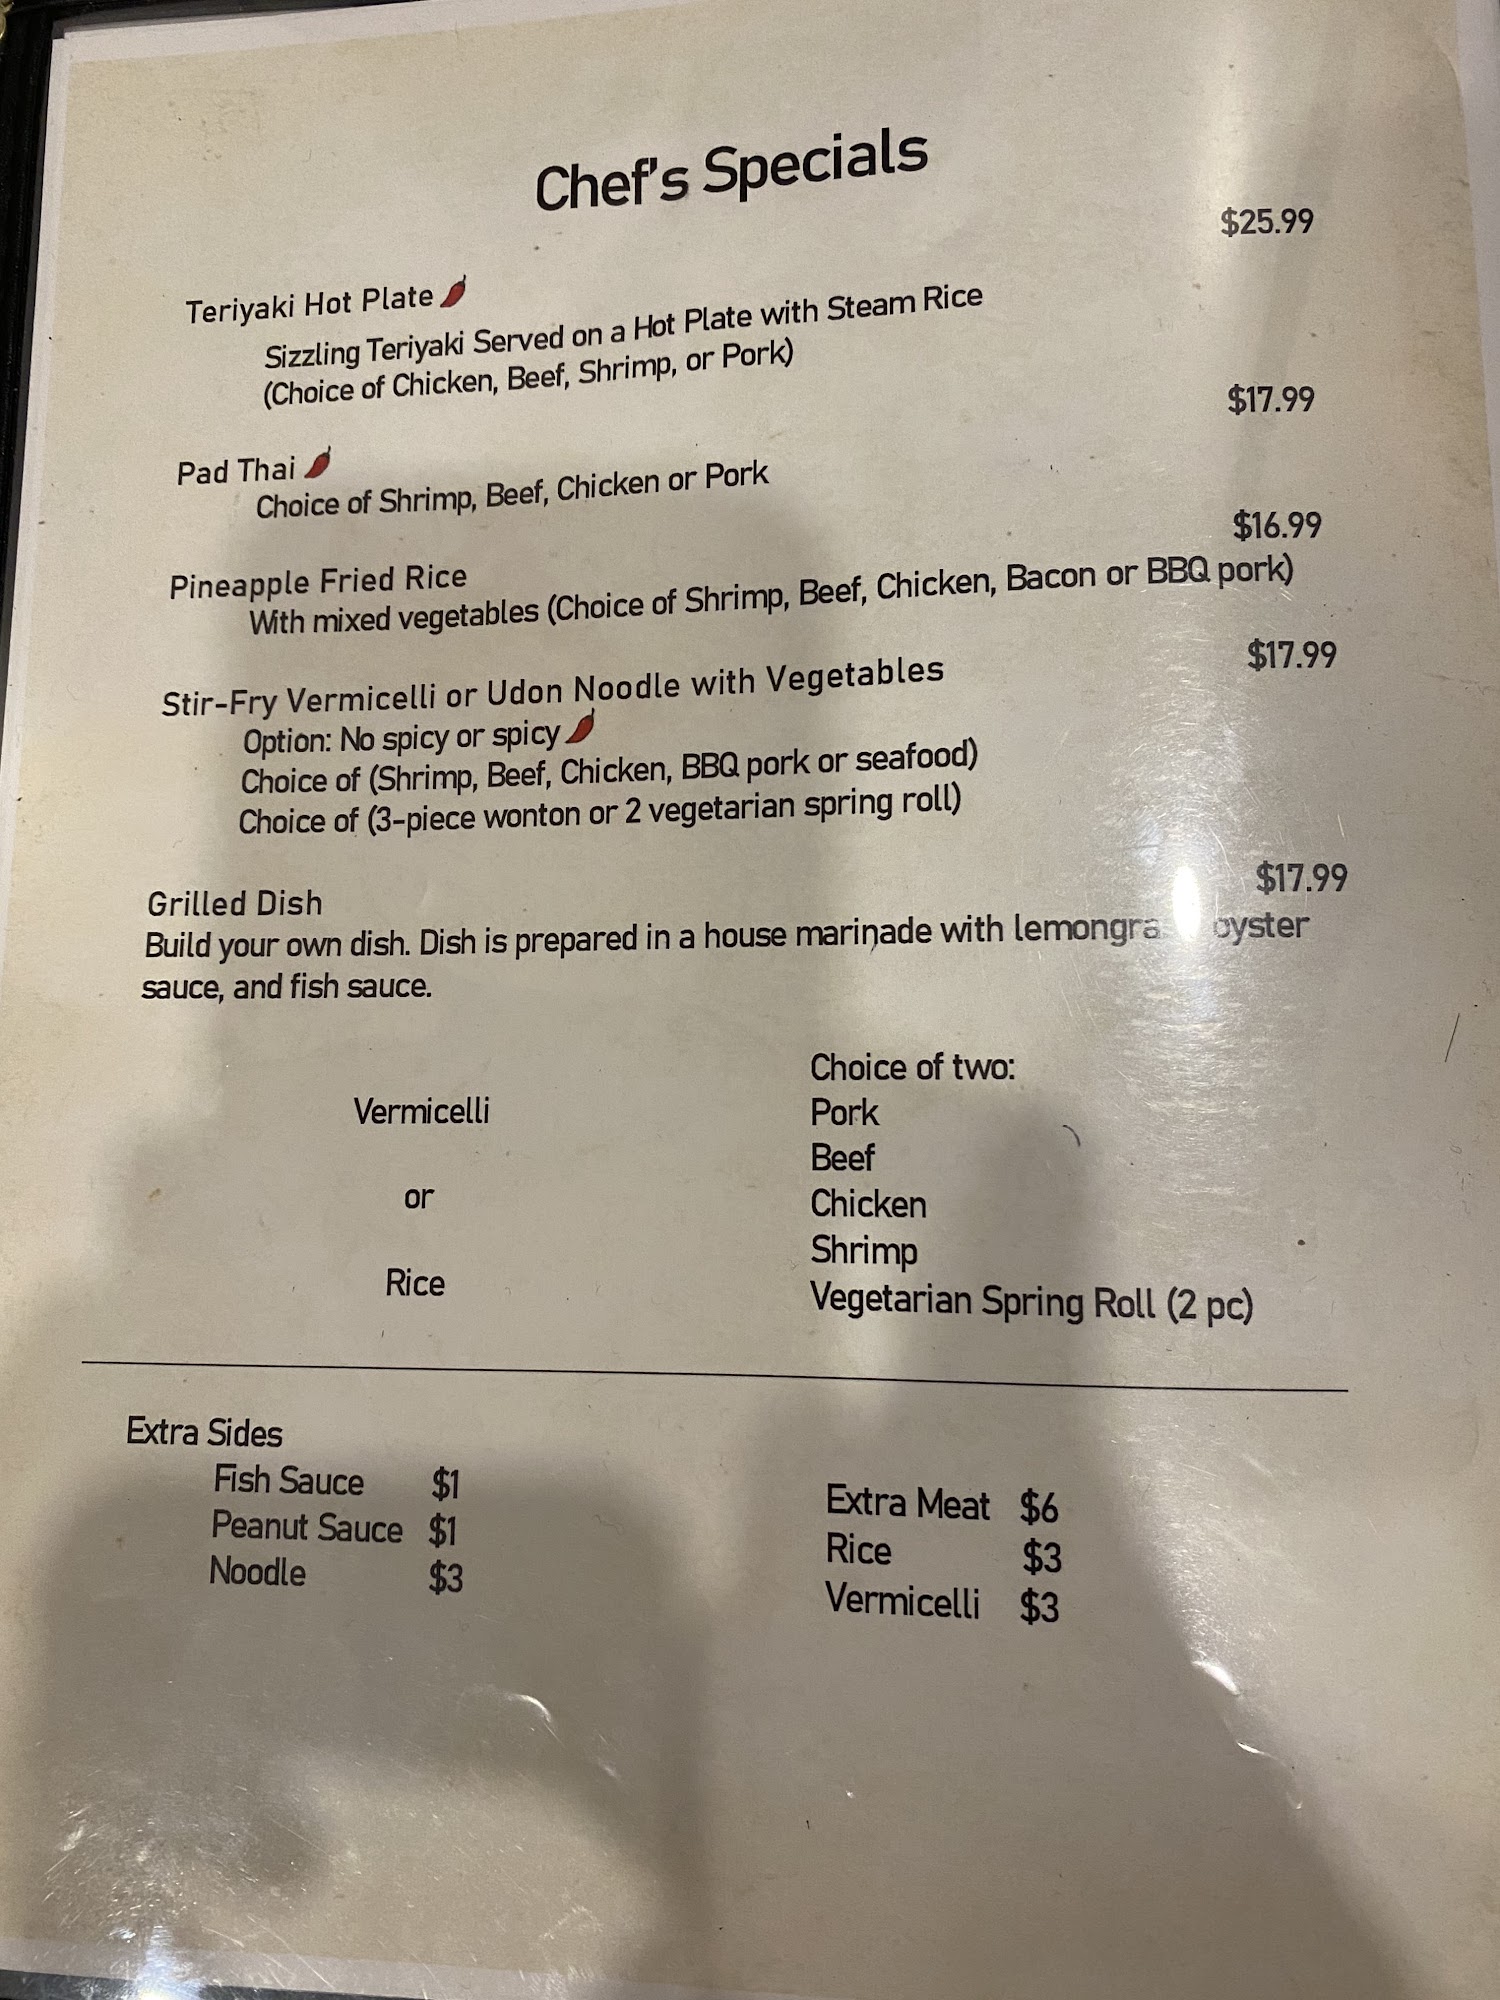 Chef's Specials
$25.99
Teriyaki Hot Plate
Sizzling Teriyaki Served on a Hot Plate with Steam Rice
(Choice of Chicken, Beef, Shrimp, or Pork)
$17.99
Pad Thai
Choice of Shrimp, Beef, Chicken or Pork
$16.99
Pineapple Fried Rice
With mixed vegetables (Choice of Shrimp, Beef, Chicken, Bacon or BBQ pork)
$17.99
Stir-Fry Vermicelli or Udon Noodle with Vegetables
Option: No spicy or spicy
Choice of (Shrimp, Beef, Chicken, BBQ pork or seafood)
Choice of (3-piece wonton or 2 vegetarian spring roll)
$17.99
Grilled Dish
Build your own dish. Dish is prepared in a house marinade with oyster
sauce, and fish sauce.
Vermicelli
or
Rice
Choice of two:
Pork
Beef
Chicken
Shrimp
Vegetarian Spring Roll (2 pc)
Extra Sides
Fish Sauce $1
Peanut Sauce $1
Noodle $3
Extra Meat $6
Rice $3
Vermicelli $3